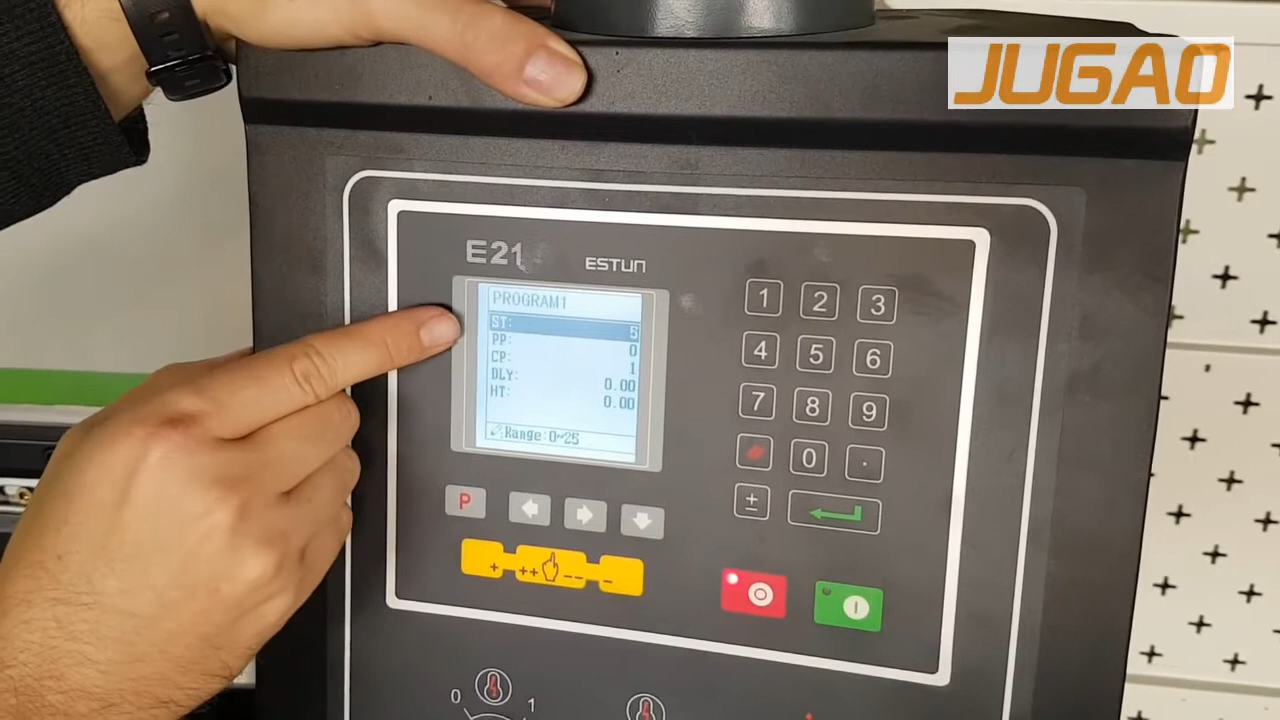 JUGAO
E21
ESTUN
PROGRAM1
ST: 5
PP: 0
CP: 1
DLY: 0.00
HT: 0.00
Range:0~25
1 2 3
4 5 6
7 8 9
0 .
±
P
+ ++ -- -
0 1